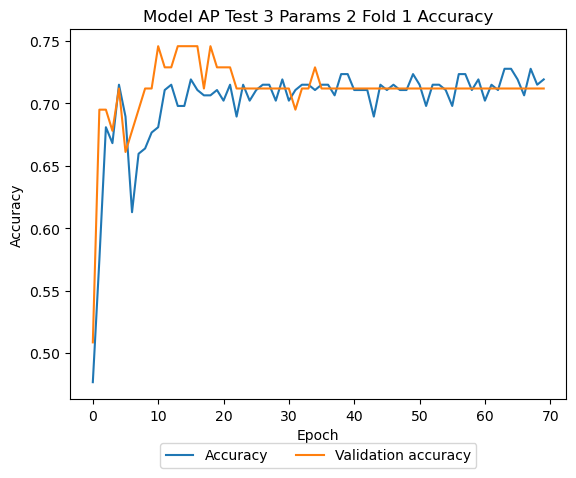 Model AP Test 3 Params 2 Fold 1 Accuracy
0.75
0.70
0.65
0.60
0.55
0.50
Accuracy
0 10 20 30 40 50 60 70
Epoch
Accuracy Validation accuracy